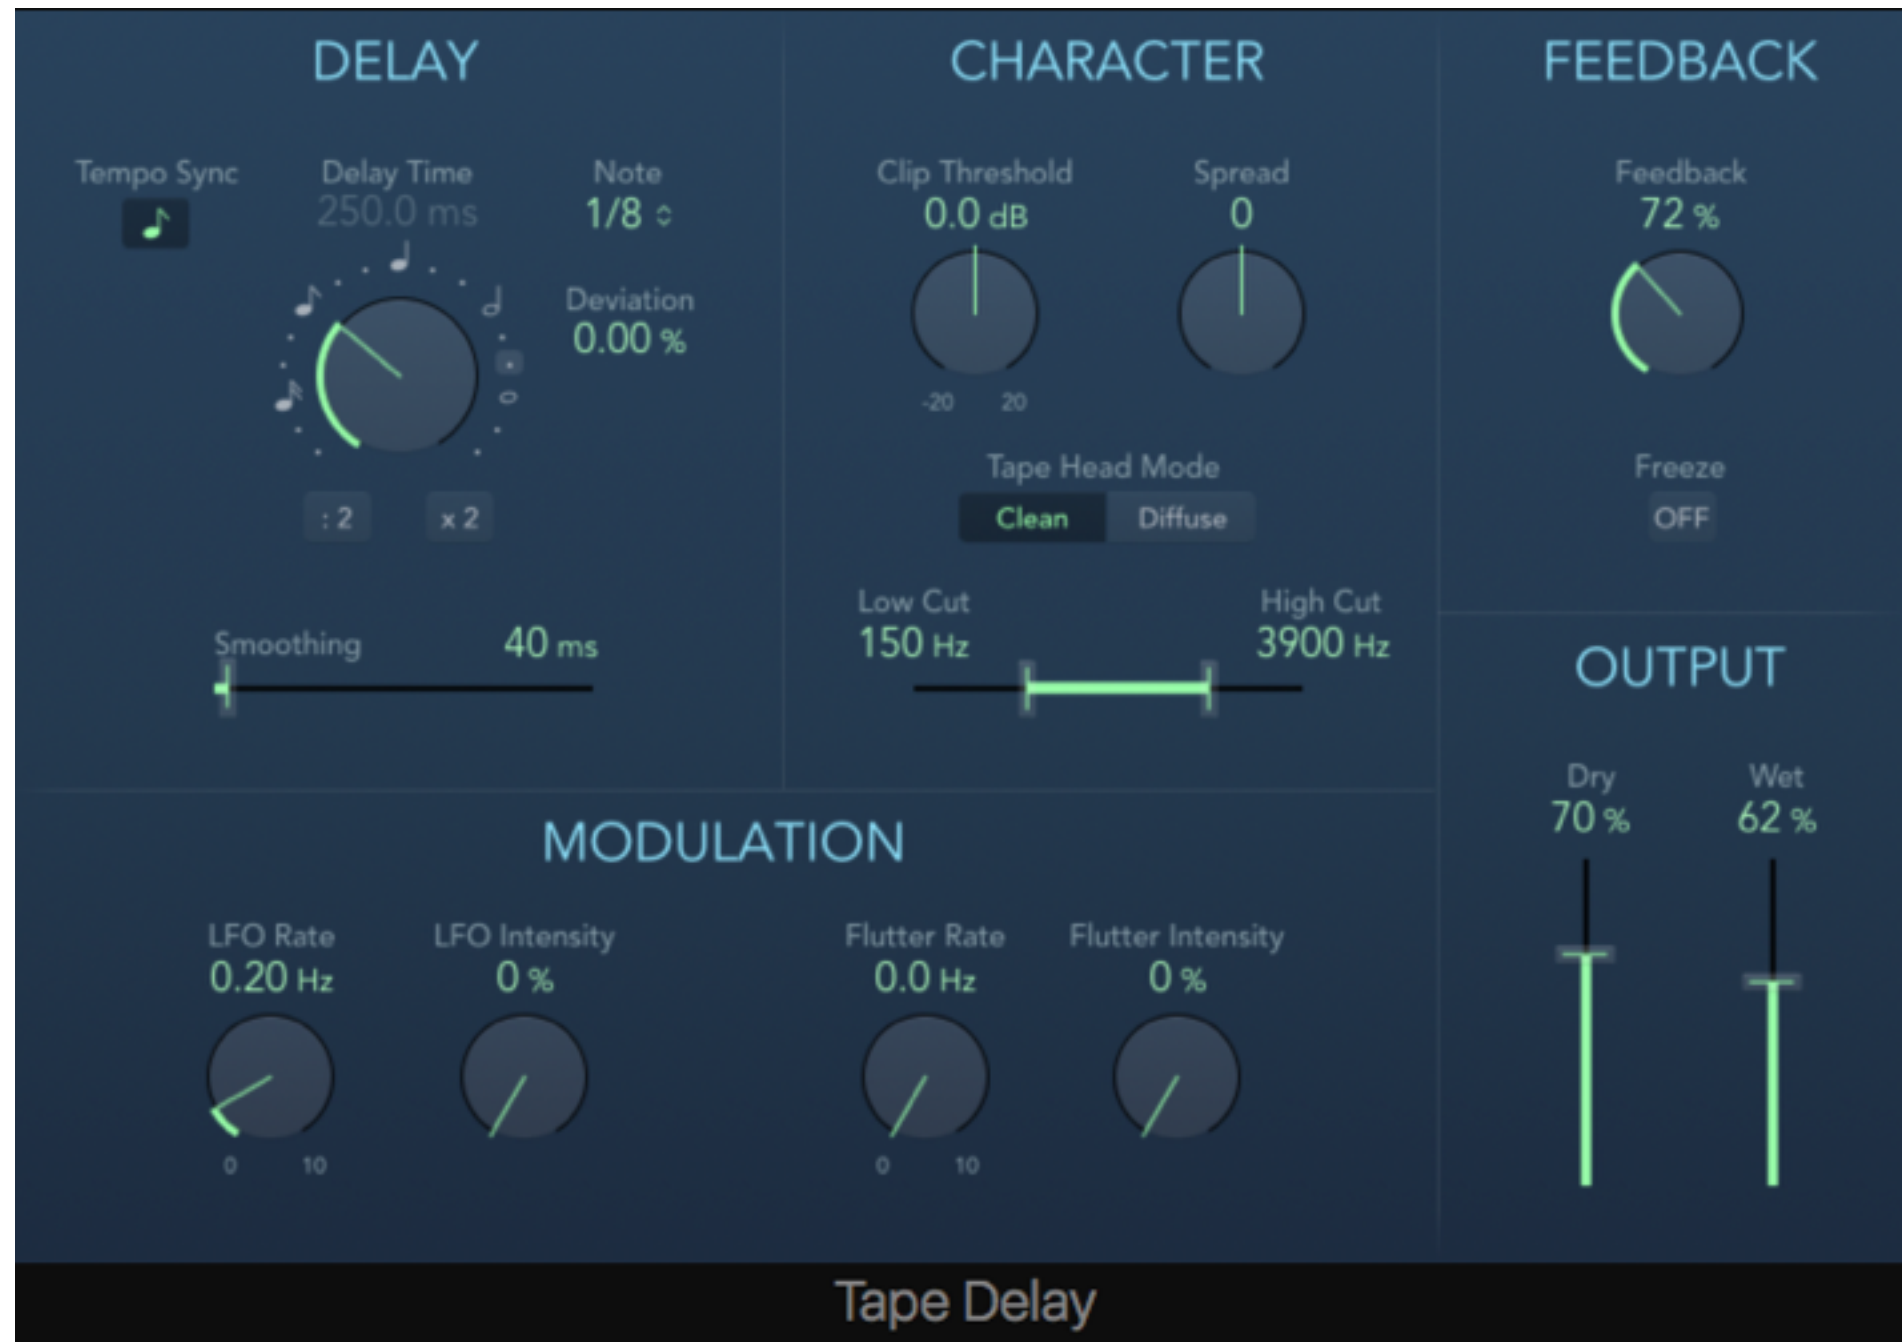 DELAY
Tempo Sync
Delay Time
250.0 ms
Note
1/8
Deviation
0.00 %
: 2
x 2
Smoothing
40 ms
CHARACTER
Clip Threshold
0.0 dB
-20
20
Spread
0
Tape Head Mode
Clean
Diffuse
Low Cut
150 Hz
High Cut
3900 Hz
FEEDBACK
Feedback
72 %
Freeze
OFF
MODULATION
LFO Rate
0.20 Hz
0
10
LFO Intensity
0 %
Flutter Rate
0.0 Hz
0
10
Flutter Intensity
0 %
OUTPUT
Dry
70 %
Wet
62 %
Tape Delay